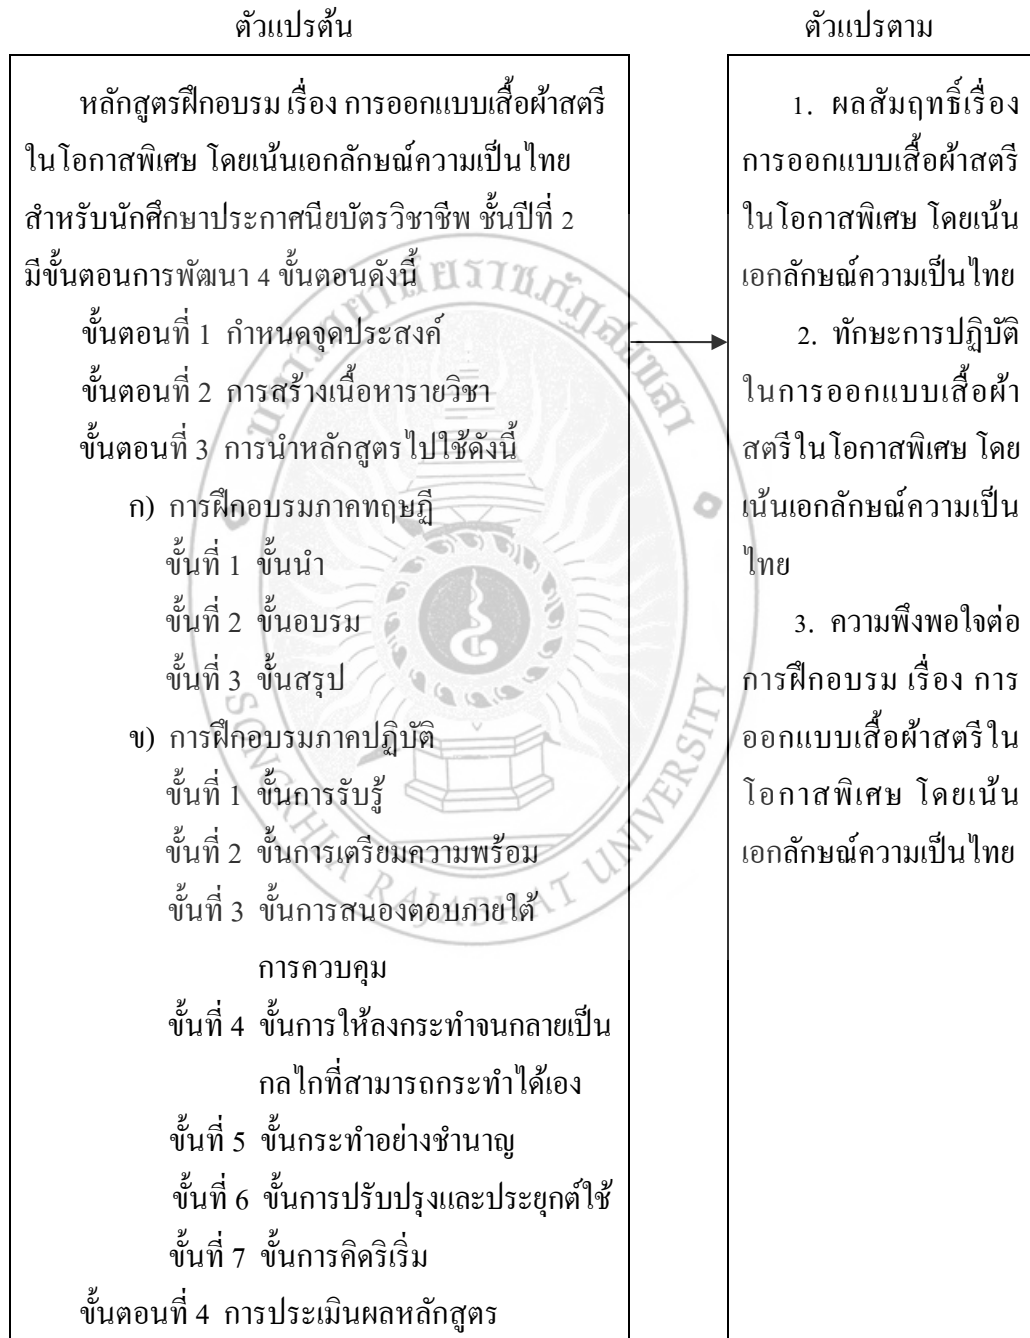 ตัวแปรต้น
หลักสูตรฝึกอบรม เรื่อง การออกแบบเสื้อผ้าสตรี
ในโอกาสพิเศษ โดยเน้นเอกลักษณ์ความเป็นไทย
สำหรับนักศึกษาประกาศนียบัตรวิชาชีพ ชั้นปีที่ 2
มีขั้นตอนการพัฒนา 4 ขั้นตอนดังนี้
ขั้นตอนที่ 1 กำหนดจุดประสงค์
ขั้นตอนที่ 2 การสร้างเนื้อหารายวิชา
ขั้นตอนที่ 3 การนำหลักสูตรไปใช้ดังนี้
ก) การฝึกอบรมภาคทฤษฎี
ขั้นที่ 1 ขั้นนำ
ขั้นที่ 2 ขั้นอบรม
ขั้นที่ 3 ขั้นสรุป
ข) การฝึกอบรมภาคปฏิบัติ
ขั้นที่ 1 ขั้นการรับรู้
ขั้นที่ 2 ขั้นการเตรียมความพร้อม
ขั้นที่ 3 ขั้นการสนองตอบภายใต้
การควบคุม
ขั้นที่ 4 ขั้นการให้ลงกระทำจนกลายเป็น
กลไกที่สามารถกระทำได้เอง
ขั้นที่ 5 ขั้นกระทำอย่างชำนาญ
ขั้นที่ 6 ขั้นการปรับปรุงและประยุกต์ใช้
ขั้นที่ 7 ขั้นการคิดริเริ่ม
ขั้นตอนที่ 4 การประเมินผลหลักสูตร
ตัวแปรตาม
1. ผลสัมฤทธิ์เรื่อง
การออกแบบเสื้อผ้าสตรี
ในโอกาสพิเศษ โดยเน้น
เอกลักษณ์ความเป็นไทย
2. ทักษะการปฏิบัติ
ในการออกแบบเสื้อผ้า
สตรีในโอกาสพิเศษ โดย
เน้นเอกลักษณ์ความเป็น
ไทย
3. ความพึงพอใจต่อ
การฝึกอบรม เรื่อง การ
ออกแบบเสื้อผ้าสตรีใน
โอกาสพิเศษ โดยเน้น
เอกลักษณ์ความเป็นไทย
มหาวิทยาลัยราชภัฏสงขลา
SONGKHLA RAJABHAT UNIVERSITY